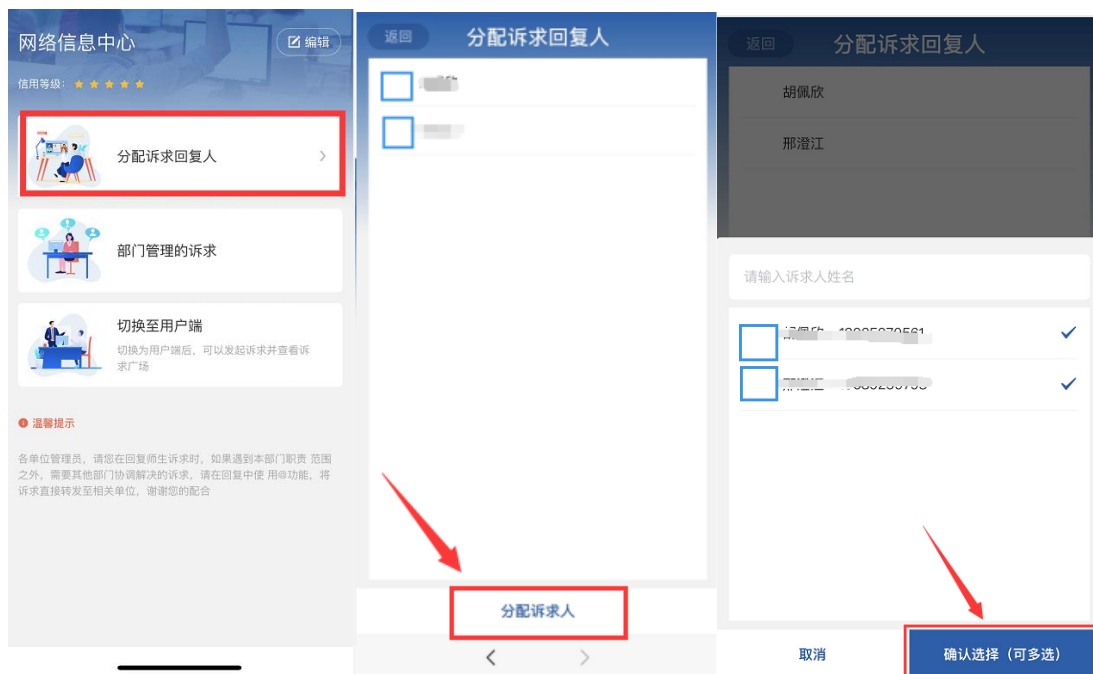 网络信息中心
编辑
信用等级:
分配诉求回复人
部门管理的诉求
切换至用户端
切换为用户端后，可以发起诉求并查看诉
求广场
温馨提示
各单位管理员，请您在回复师生诉求时，如果遇到本部门职责 范围
之外，需要其他部门协调解决的诉求，请在回复中使 用@功能，将
诉求直接转发至相关单位，谢谢您的配合
返回
分配诉求回复人
分配诉求人
返回
分配诉求回复人
胡佩欣
邢澄江
请输入诉求人姓名
取消
确认选择（可多选）